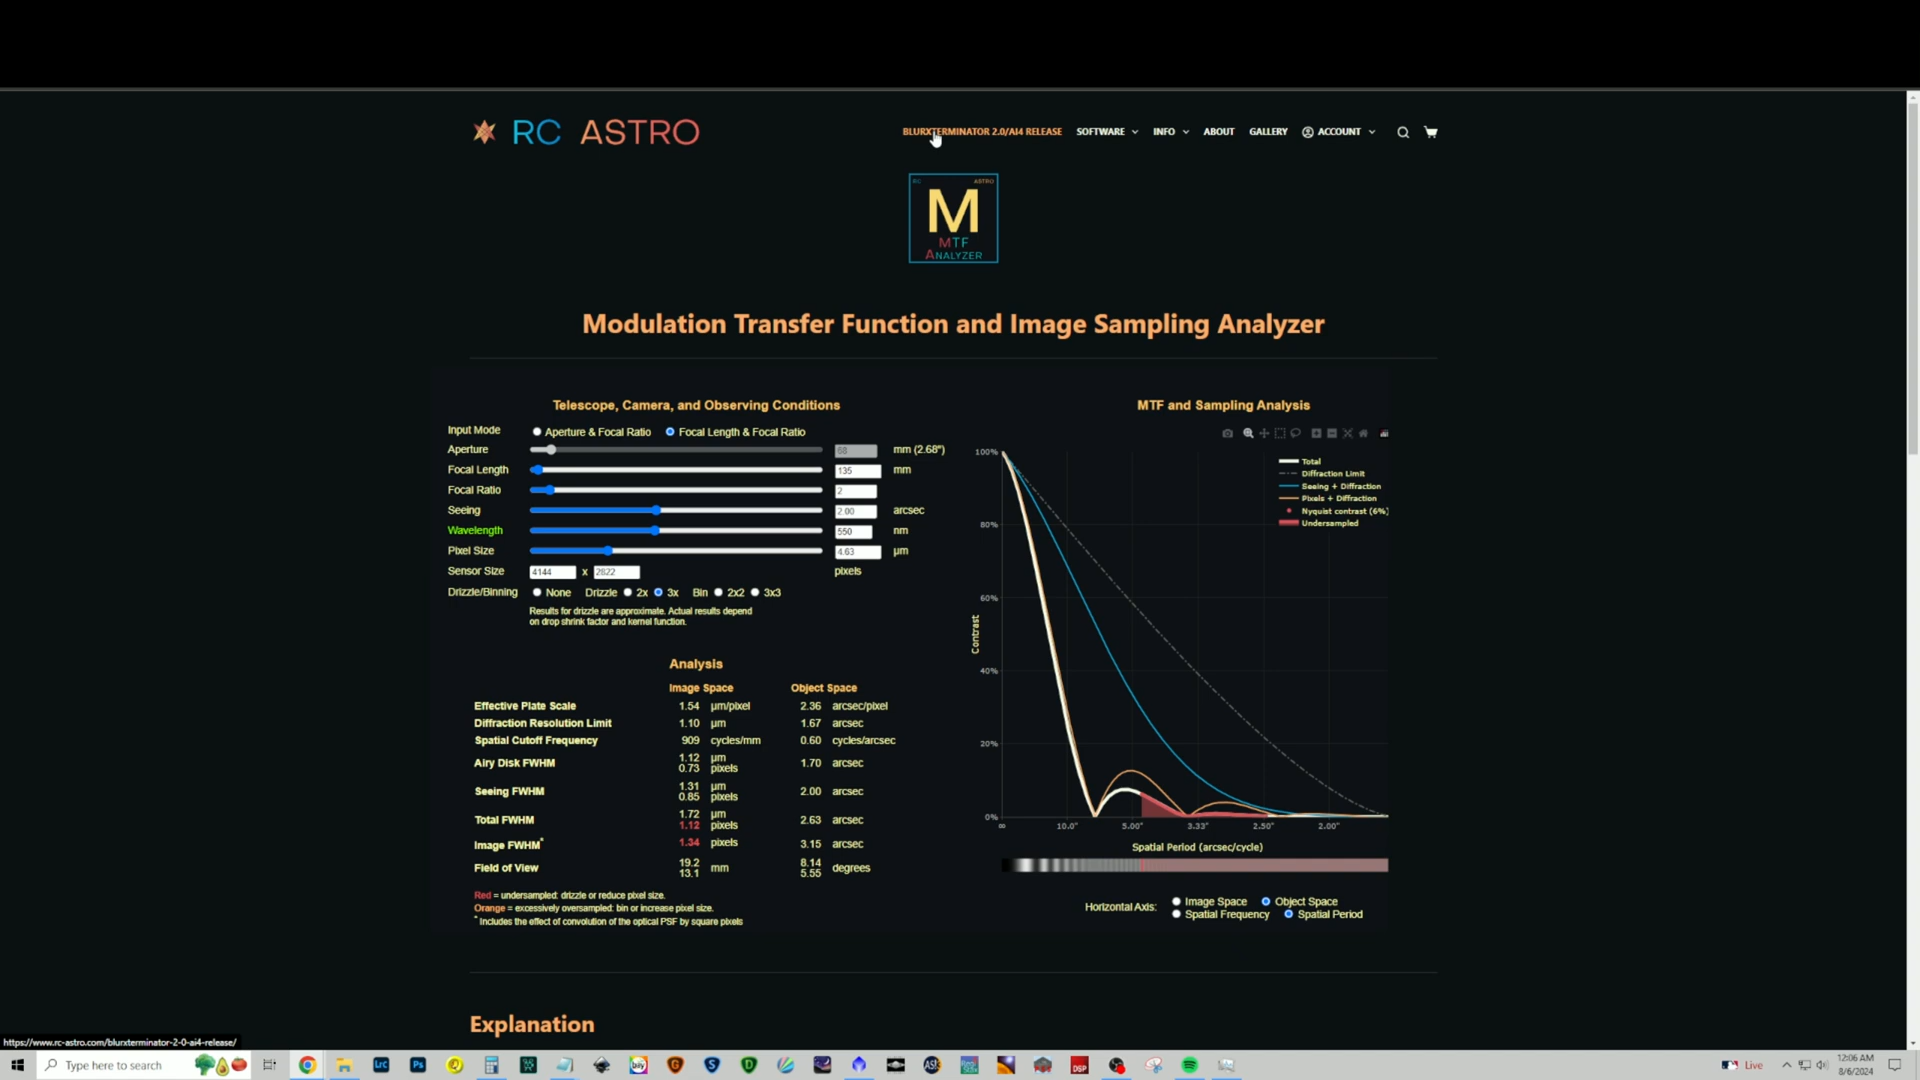 RC ASTRO
BLURXTERMINATOR 2.0/AI4 RELEASE SOFTWARE INFO ABOUT GALLERY ACCOUNT
RC ASTRO
M
MTF
ANALYZER
Modulation Transfer Function and Image Sampling Analyzer
Telescope, Camera, and Observing Conditions
Input Mode Aperture & Focal Ratio Focal Length & Focal Ratio
Aperture 68 mm (2.68")
Focal Length 135 mm
Focal Ratio 2
Seeing 2.00 arcsec
Wavelength 550 nm
Pixel Size 4.63 µm
Sensor Size 4144 x 2822 pixels
Drizzle/Binning None Drizzle 2x 3x Bin 2x2 3x3
Results for drizzle are approximate. Actual results depend
on drop shrink factor and kernel function.
Analysis
Image Space Object Space
Effective Plate Scale 1.54 µm/pixel 2.36 arcsec/pixel
Diffraction Resolution Limit 1.10 µm 1.67 arcsec
Spatial Cutoff Frequency 909 cycles/mm 0.60 cycles/arcsec
Airy Disk FWHM 1.12 µm 1.70 arcsec
0.73 pixels
Seeing FWHM 1.31 µm 2.00 arcsec
0.85 pixels
Total FWHM 1.72 µm 2.63 arcsec
1.12 pixels
Image FWHM* 1.34 pixels 3.15 arcsec
Field of View 19.2 mm 8.14 degrees
13.1 5.55
Red = undersampled: drizzle or reduce pixel size.
Orange = excessively oversampled: bin or increase pixel size.
* Includes the effect of convolution of the optical PSF by square pixels
MTF and Sampling Analysis
Total
Diffraction Limit
Seeing + Diffraction
Pixels + Diffraction
Nyquist contrast (6%)
Undersampled
100%
80%
60%
40%
20%
0%
Contrast
∞ 10.0" 5.00" 3.33" 2.50" 2.00"
Spatial Period (arcsec/cycle)
Horizontal Axis: Image Space Object Space
Spatial Frequency Spatial Period
Explanation
https://www.rc-astro.com/blurxterminator-2-0-ai4-release/
Type here to search
LrC Ps bily G S D DSP
Live
12:06 AM
8/6/2024